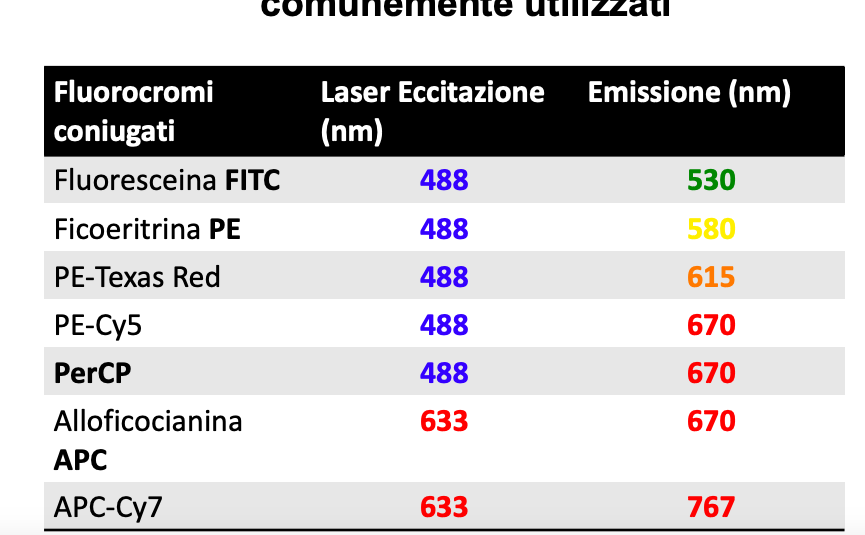 comunemente utilizzati
Fluorocromi coniugati Laser Eccitazione (nm) Emissione (nm)
Fluoresceina FITC 488 530
Ficoeritrina PE 488 580
PE-Texas Red 488 615
PE-Cy5 488 670
PerCP 488 670
Alloficocianina APC 633 670
APC-Cy7 633 767